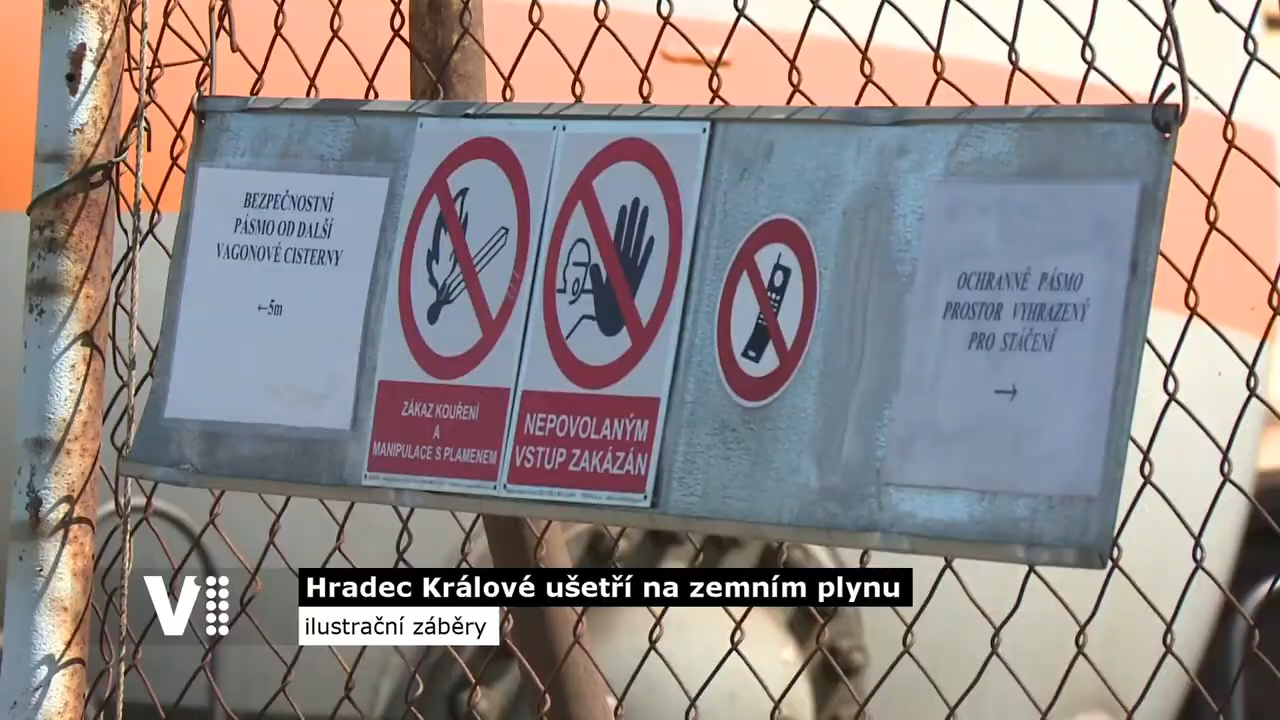 BEZPEČNOSTNÍ
PÁSMO OD DALŠÍ
VAGONOVÉ CISTERNY
←5m
ZÁKAZ KOUŘENÍ
A
MANIPULACE S PLAMENEM
NEPOVOLANÝM
VSTUP ZAKÁZÁN
OCHRANNÉ PÁSMO
PROSTOR VYHRAZENÝ
PRO STÁČENÍ
→
V1
Hradec Králové ušetří na zemním plynu
ilustrační záběry